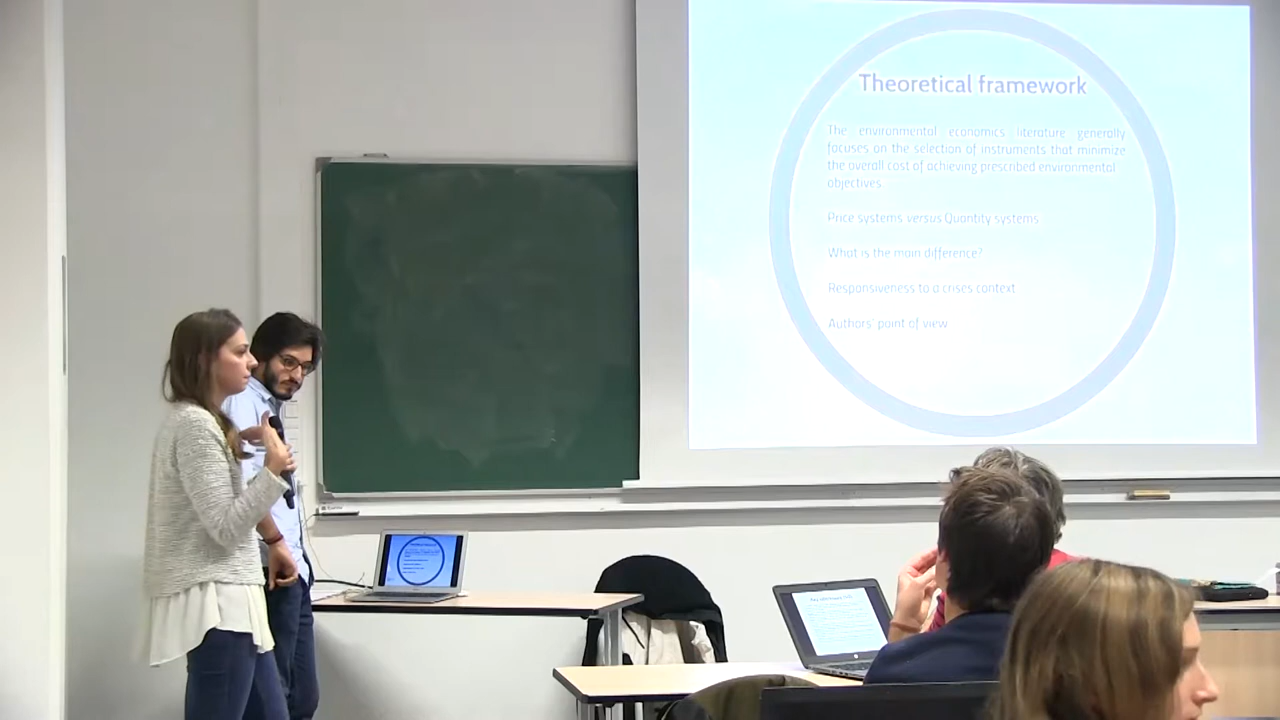 Theoretical framework
The environmental economics literature generally
focuses on the selection of instruments that minimize
the overall cost of achieving prescribed environmental
objectives.
Price systems versus Quantity systems
What is the main difference?
Responsiveness to a crises context
Authors' point of view